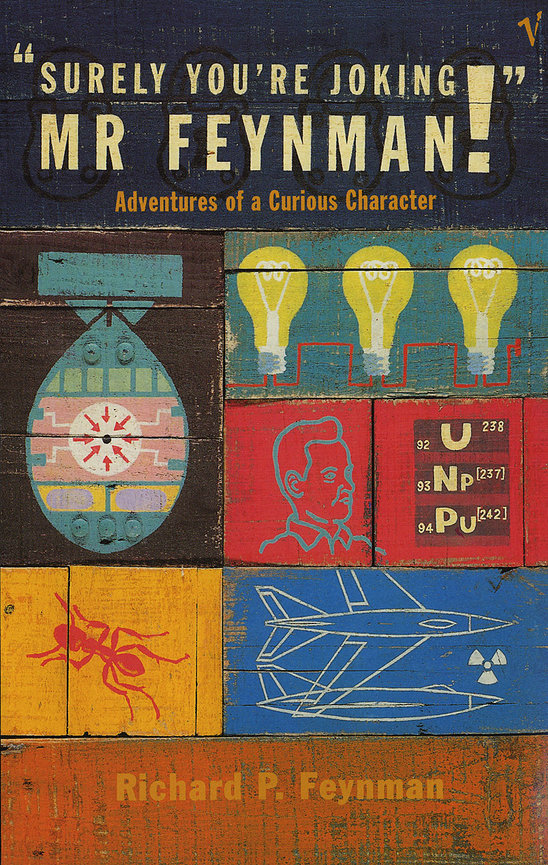 V
“SURELY YOU'RE JOKING
MR FEYNMAN!”
Adventures of a Curious Character
92 U 238
93 Np [237]
94 Pu [242]
Richard P. Feynman